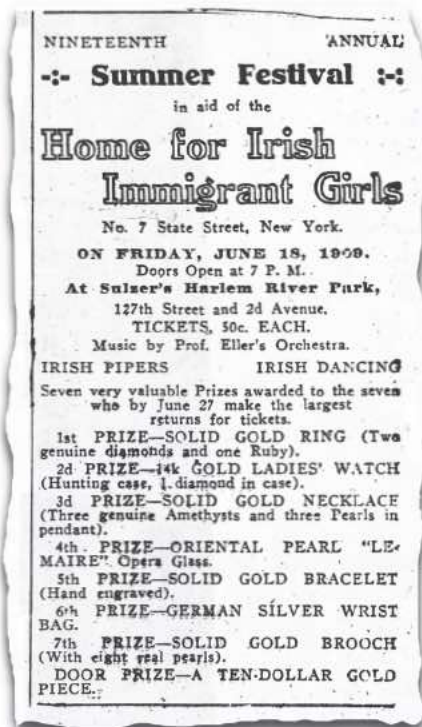 NINETEENTH ANNUAL
-:- Summer Festival :-:
in aid of the
Home for Irish
Immigrant Girls
No. 7 State Street, New York.
ON FRIDAY, JUNE 18, 1909.
Doors Open at 7 P. M.
At Sulzer's Harlem River Park,
127th Street and 2d Avenue.
TICKETS, 50c. EACH.
Music by Prof. Eller's Orchestra.
IRISH PIPERS IRISH DANCING
Seven very valuable Prizes awarded to the seven
who by June 27 make the largest
returns for tickets.
1st PRIZE—SOLID GOLD RING (Two
genuine diamonds and one Ruby).
2d PRIZE—14k GOLD LADIES' WATCH
(Hunting case, 1 diamond in case).
3d PRIZE—SOLID GOLD NECKLACE
(Three genuine Amethysts and three Pearls in
pendant).
4th PRIZE—ORIENTAL PEARL "LE-
MAIRE" Opera Glass.
5th PRIZE—SOLID GOLD BRACELET
(Hand engraved).
6th PRIZE—GERMAN SILVER WRIST
BAG.
7th PRIZE—SOLID GOLD BROOCH
(With eight real pearls).
DOOR PRIZE—A TEN-DOLLAR GOLD
PIECE.